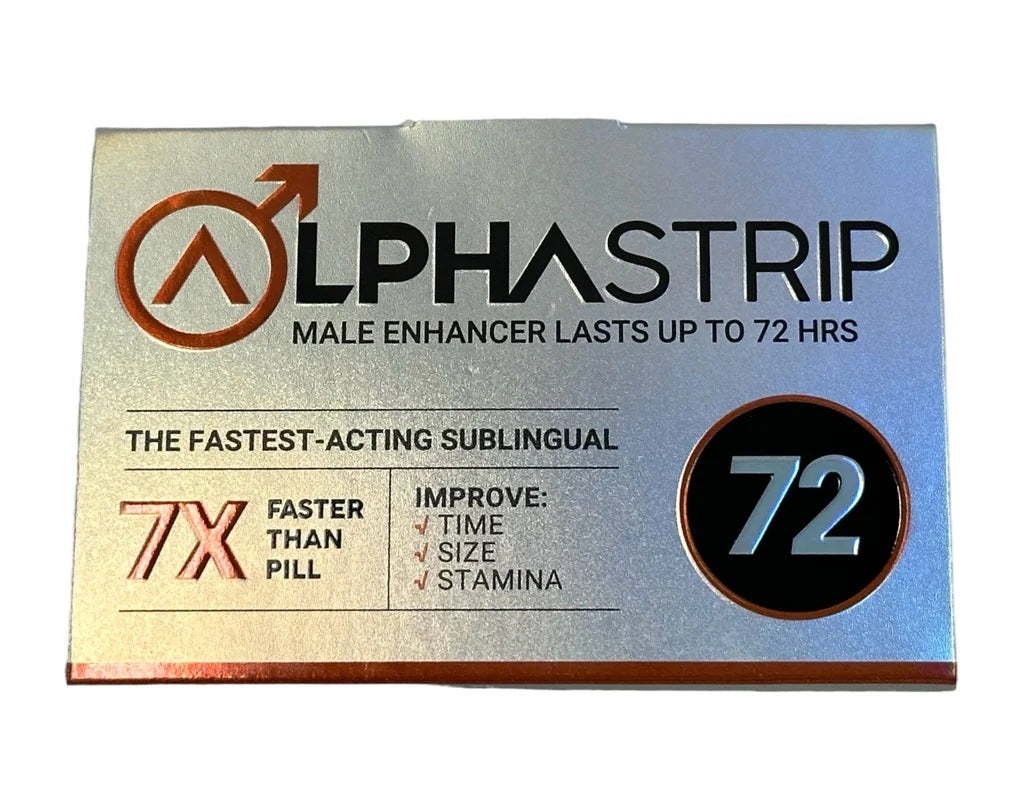 ALPHASTRIP
MALE ENHANCER LASTS UP TO 72 HRS
THE FASTEST-ACTING SUBLINGUAL
7X
FASTER
THAN
PILL
IMPROVE:
√ TIME
√ SIZE
√ STAMINA
72